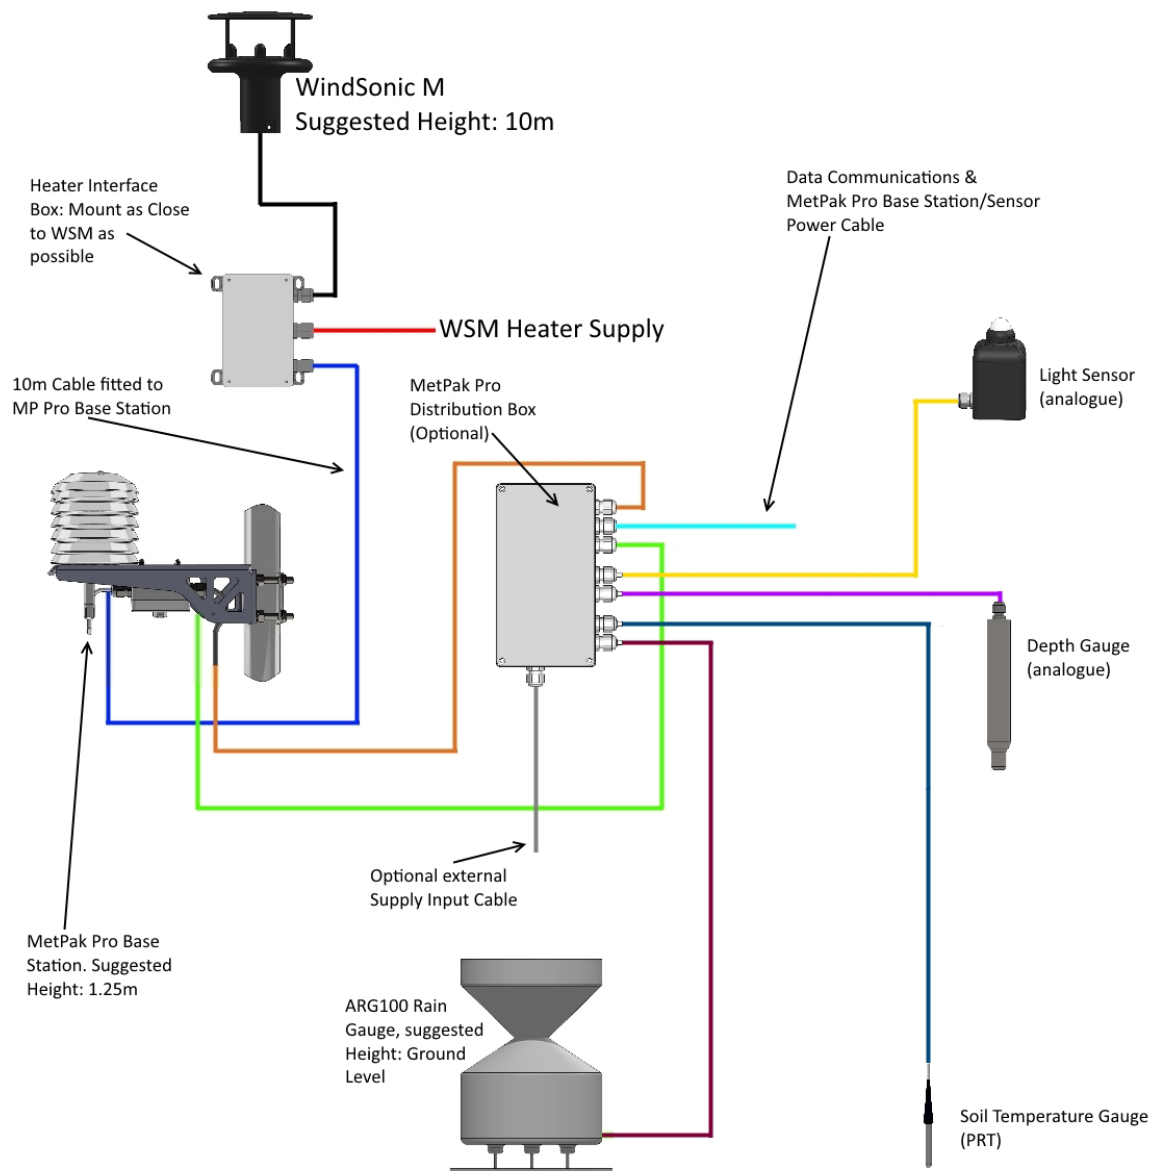 WindSonic M
Suggested Height: 10m
Heater Interface
Box: Mount as Close
to WSM as
possible
Data Communications &
MetPak Pro Base Station/Sensor
Power Cable
WSM Heater Supply
10m Cable fitted to
MP Pro Base Station
MetPak Pro
Distribution Box
(Optional)
Light Sensor
(analogue)
Depth Gauge
(analogue)
Optional external
Supply Input Cable
MetPak Pro Base
Station. Suggested
Height: 1.25m
ARG100 Rain
Gauge, suggested
Height: Ground
Level
Soil Temperature Gauge
(PRT)